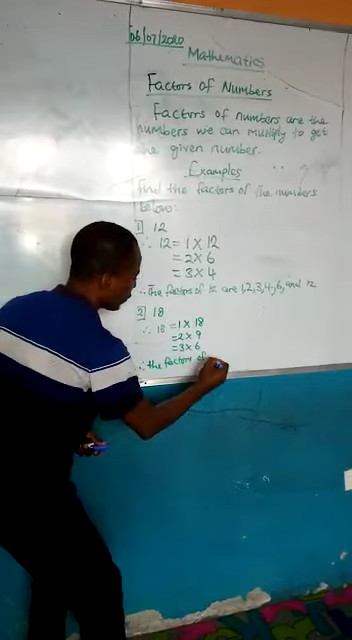 06/07/2020
Mathematics
Factors of Numbers
Factors of numbers are the
numbers we can multiply to get
the given number.
Examples
Find the factors of the numbers
below:
1 12
∴ 12 = 1 X 12
= 2 X 6
= 3 X 4
∴ The factors of 12 are 1,2,3,4,6, and 12
2 18
∴ 18 = 1 X 18
= 2 X 9
= 3 X 6
∴ the factors of